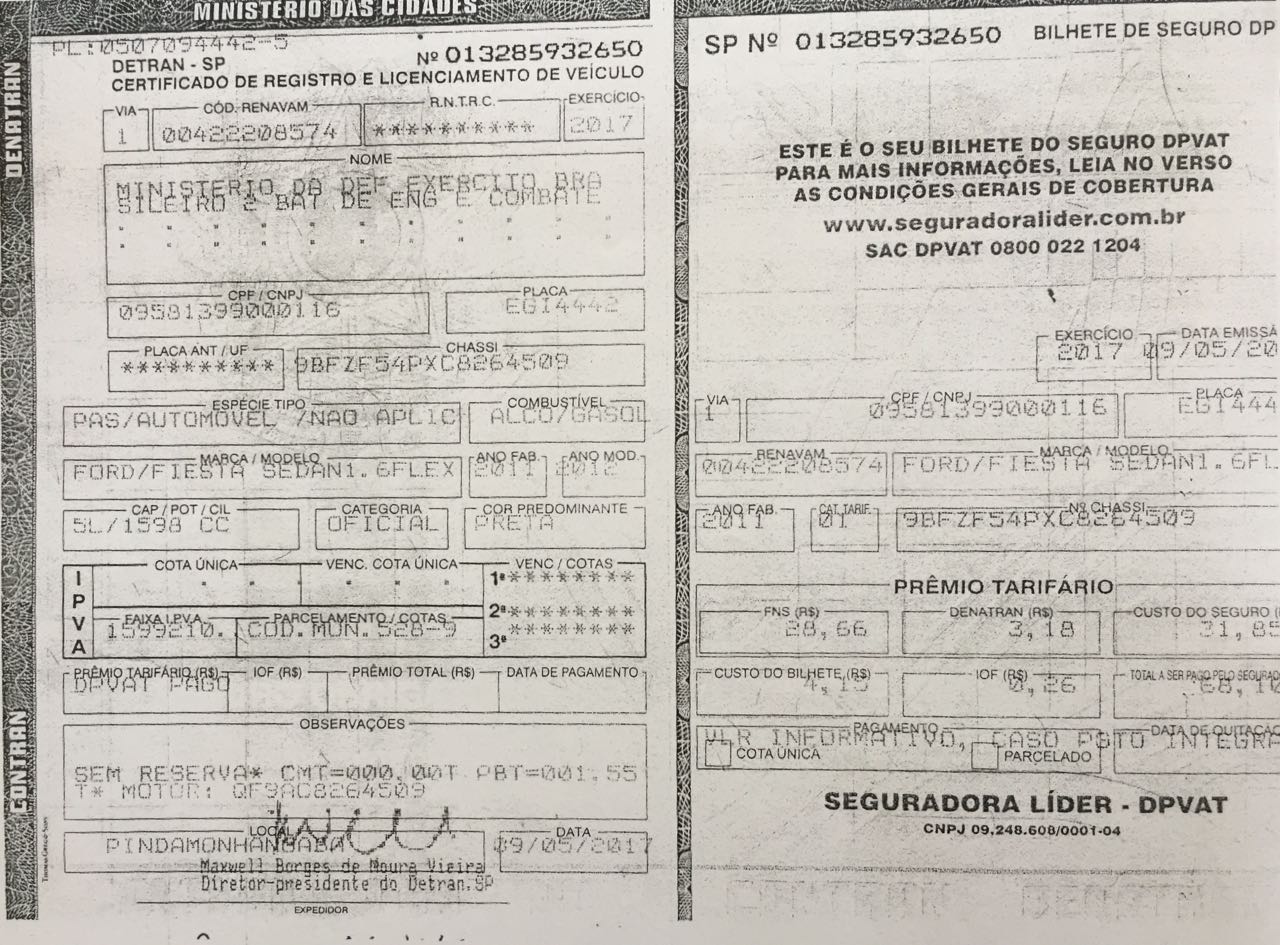 MINISTÉRIO DAS CIDADES
DENATRAN
CONTRAN
PL:0507094442-5
DETRAN - SP Nº 013285932650
CERTIFICADO DE REGISTRO E LICENCIAMENTO DE VEÍCULO
VIA CÓD. RENAVAM R.N.T.R.C. EXERCÍCIO
1 00422208574 ********* 2017
NOME
MINISTERIO DA DEF EXERCITO BRA
SILEIRO 2 BAT DE ENG E COMBATE
CPF / CNPJ PLACA
09581399000116 EGI4442
PLACA ANT / UF CHASSI
********* 9BFZF54PXC8264509
ESPÉCIE TIPO COMBUSTÍVEL
PAS/AUTOMOVEL /NAO APLIC ALCO/GASOL
MARCA / MODELO ANO FAB. ANO MOD.
FORD/FIESTA SEDAN1.6FLEX 2011 2012
CAP / POT / CIL CATEGORIA COR PREDOMINANTE
5L/1598 CC OFICIAL PRETA
IPVA
COTA ÚNICA VENC. COTA ÚNICA VENC / COTAS
1ª ********
FAIXA I.P.V.A. PARCELAMENTO / COTAS 2ª ********
1599210. COD.MUN.528-9 3ª ********
PRÊMIO TARIFÁRIO (R$) IOF (R$) PRÊMIO TOTAL (R$) DATA DE PAGAMENTO
DPVAT PAGO
OBSERVAÇÕES
SEM RESERVA* CMT=000,00T PBT=001.55
T* MOTOR: QF9AC8264509
LOCAL DATA
PINDAMONHANGABA 09/05/2017
Maxwell Borges de Moura Vieira
Diretor-presidente do Detran.SP
EXPEDIDOR
SP Nº 013285932650 BILHETE DE SEGURO DP
ESTE É O SEU BILHETE DO SEGURO DPVAT
PARA MAIS INFORMAÇÕES, LEIA NO VERSO
AS CONDIÇÕES GERAIS DE COBERTURA
www.seguradoralider.com.br
SAC DPVAT 0800 022 1204
EXERCÍCIO DATA EMISSÃ
2017 09/05/20
VIA CPF / CNPJ PLACA
1 09581399000116 EGI444
RENAVAM MARCA / MODELO
00422208574 FORD/FIESTA SEDAN1.6FL
ANO FAB. CAT. TARIF. Nº CHASSI
2011 01 9BFZF54PXC8264509
PRÊMIO TARIFÁRIO
FNS (R$) DENATRAN (R$) CUSTO DO SEGURO (
28,66 3,18 31,85
CUSTO DO BILHETE (R$) IOF (R$) TOTAL A SER PAGO PELO SEGURAD
4,15 0,26 68,10
PAGAMENTO DATA DE QUITAÇÃ
VLR INFORMATIVO, CASO PGTO INTEGRA
COTA ÚNICA PARCELADO
SEGURADORA LÍDER - DPVAT
CNPJ 09.248.608/0001-04